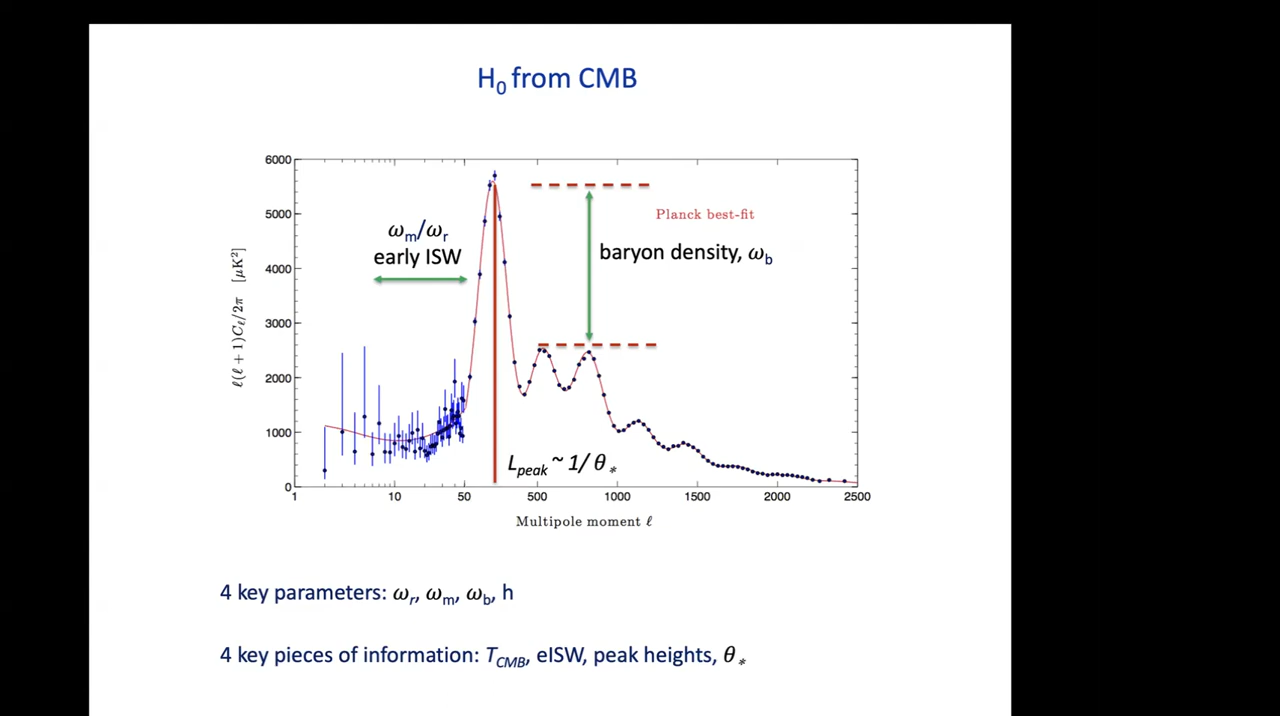 H₀ from CMB
6000
5000
4000
3000
2000
1000
0
ℓ(ℓ + 1)Cℓ/2π [μK²]
ωm/ωr
early ISW
Planck best-fit
baryon density, ωb
Lpeak ~ 1/θ*
1 10 50 500 1000 1500 2000 2500
Multipole moment ℓ
4 key parameters: ωr, ωm, ωb, h
4 key pieces of information: TCMB, eISW, peak heights, θ*